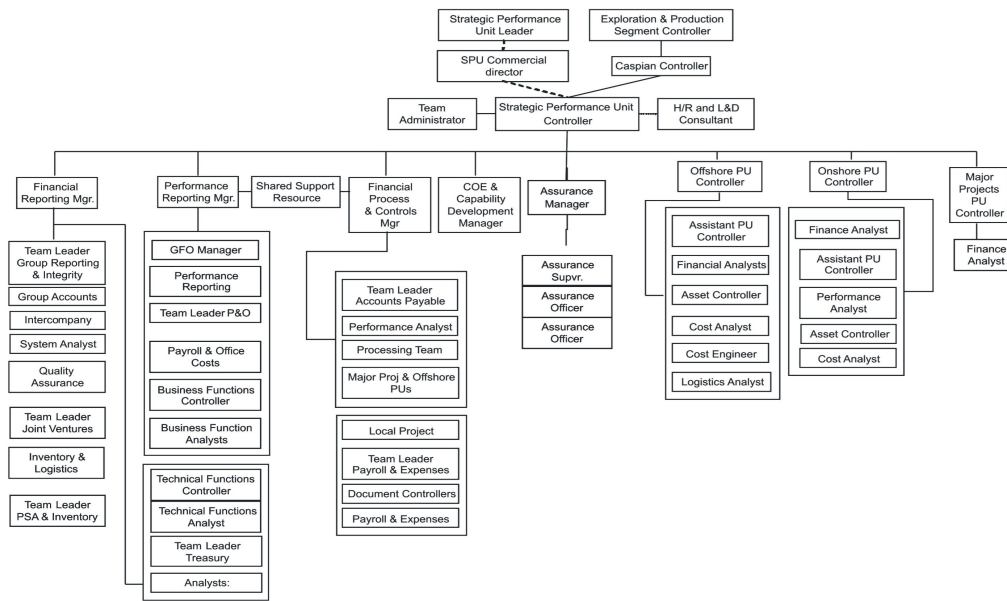 Strategic Performance
Unit Leader
Exploration & Production
Segment Controller
SPU Commercial
director
Caspian Controller
Team
Administrator
Strategic Performance Unit
Controller
H/R and L&D
Consultant
Financial
Reporting Mgr.
Performance
Reporting Mgr.
Shared Support
Resource
Financial
Process
& Controls
Mgr
COE &
Capability
Development
Manager
Assurance
Manager
Offshore PU
Controller
Onshore PU
Controller
Major
Projects
PU
Controller
Team Leader
Group Reporting
& Integrity
Group Accounts
Intercompany
System Analyst
Quality
Assurance
Team Leader
Joint Ventures
Inventory &
Logistics
Team Leader
PSA & Inventory
GFO Manager
Performance
Reporting
Team Leader P&O
Payroll & Office
Costs
Business Functions
Controller
Business Function
Analysts
Technical Functions
Controller
Technical Functions
Analyst
Team Leader
Treasury
Analysts:
Team Leader
Accounts Payable
Performance Analyst
Processing Team
Major Proj & Offshore
PUs
Local Project
Team Leader
Payroll & Expenses
Document Controllers
Payroll & Expenses
Assurance
Supvr.
Assurance
Officer
Assurance
Officer
Assistant PU
Controller
Financial Analysts
Asset Controller
Cost Analyst
Cost Engineer
Logistics Analyst
Finance Analyst
Assistant PU
Controller
Performance
Analyst
Asset Controller
Cost Analyst
Finance
Analyst